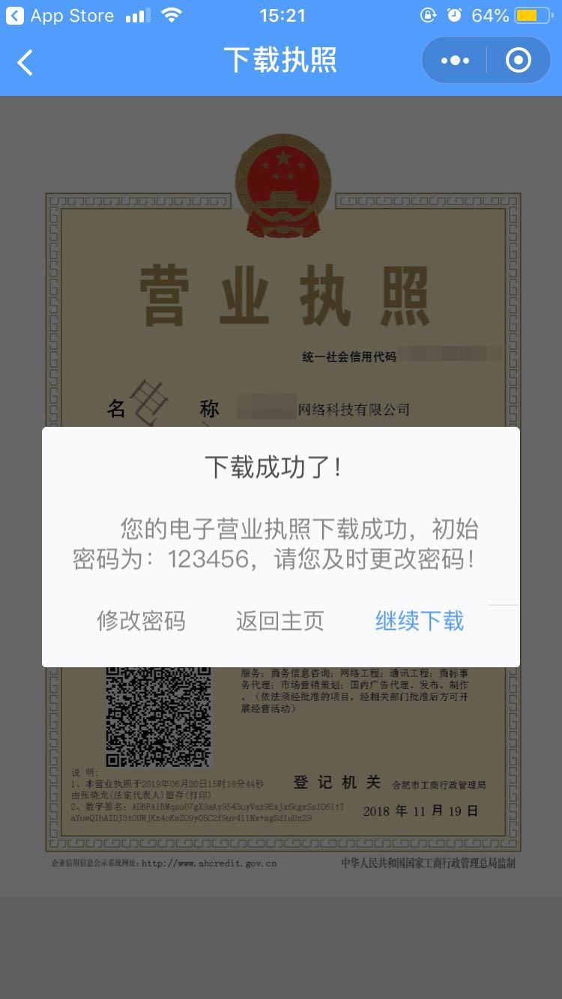 App Store
15:21
64%
下载执照
营业执照
统一社会信用代码
名 称
网络科技有限公司
电
下载成功了！
您的电子营业执照下载成功，初始
密码为：123456，请您及时更改密码！
修改密码
返回主页
继续下载
服务；商务信息咨询；网络工程；通讯工程；商标事
务代理；市场营销策划；国内广告代理、发布、制作
。（依法须经批准的项目，经相关部门批准后方可开
展经营活动）
说 明：
1、本营业执照于2019年06月20日15时18分44秒
由张晓龙(法定代表人)留存(打印)
2、数字签名：
登 记 机 关
合肥市工商行政管理局
2018 年 11 月 19 日
企业信用信息公示系统网址：http://www.ahcredit.gov.cn
中华人民共和国国家工商行政管理总局监制